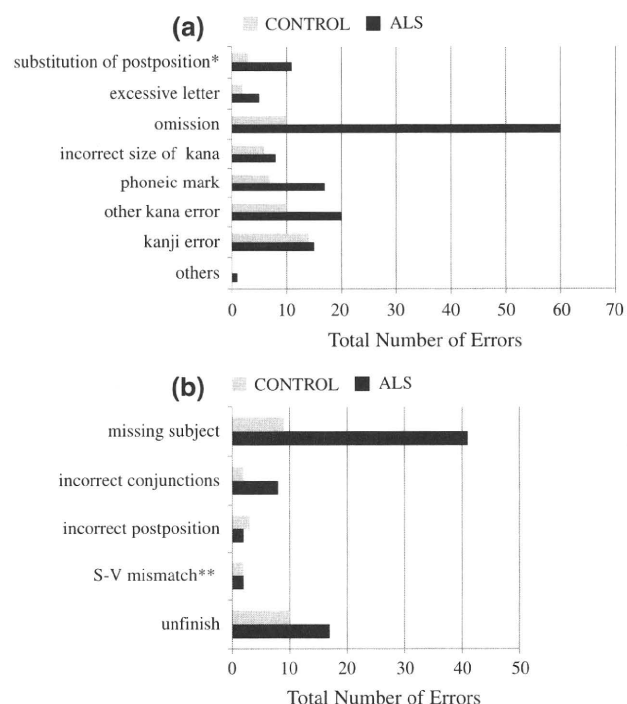 (a)
CONTROL ALS
substitution of postposition*
excessive letter
omission
incorrect size of kana
phoneic mark
other kana error
kanji error
others
0 10 20 30 40 50 60 70
Total Number of Errors
(b)
CONTROL ALS
missing subject
incorrect conjunctions
incorrect postposition
S-V mismatch**
unfinish
0 10 20 30 40 50
Total Number of Errors